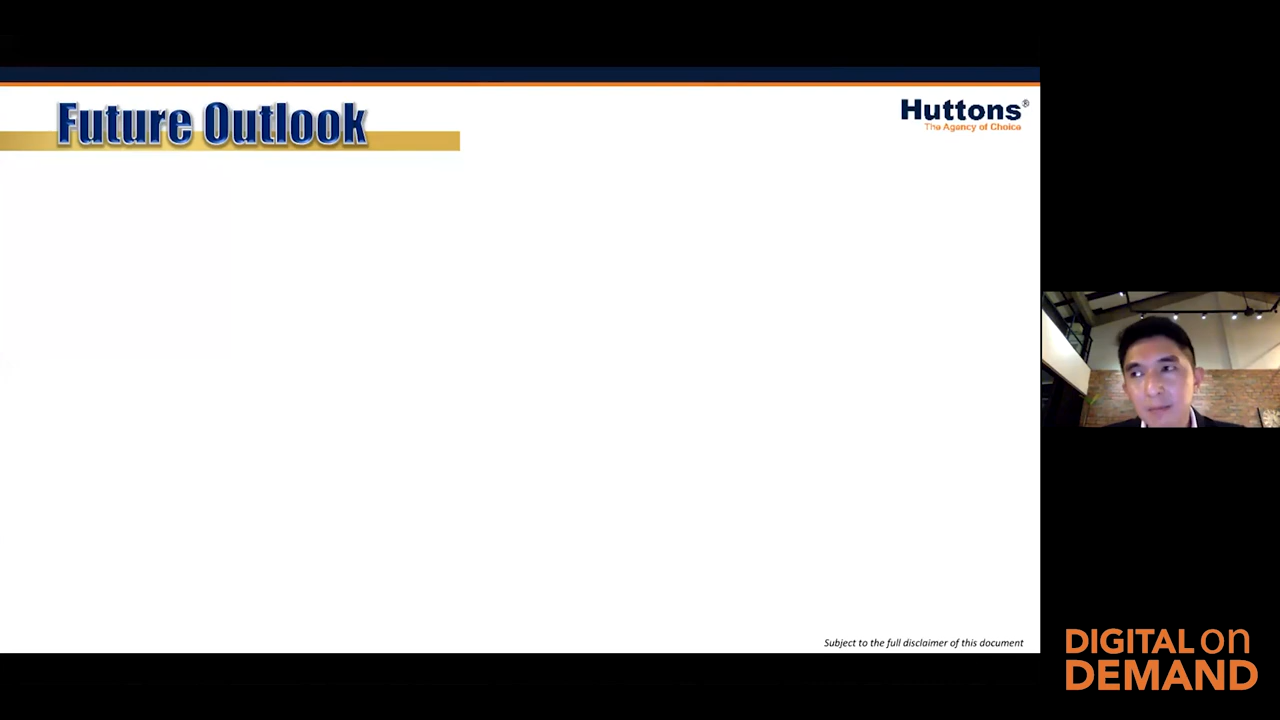 Future Outlook
Huttons®
The Agency of Choice
Subject to the full disclaimer of this document
DIGITAL on
DEMAND